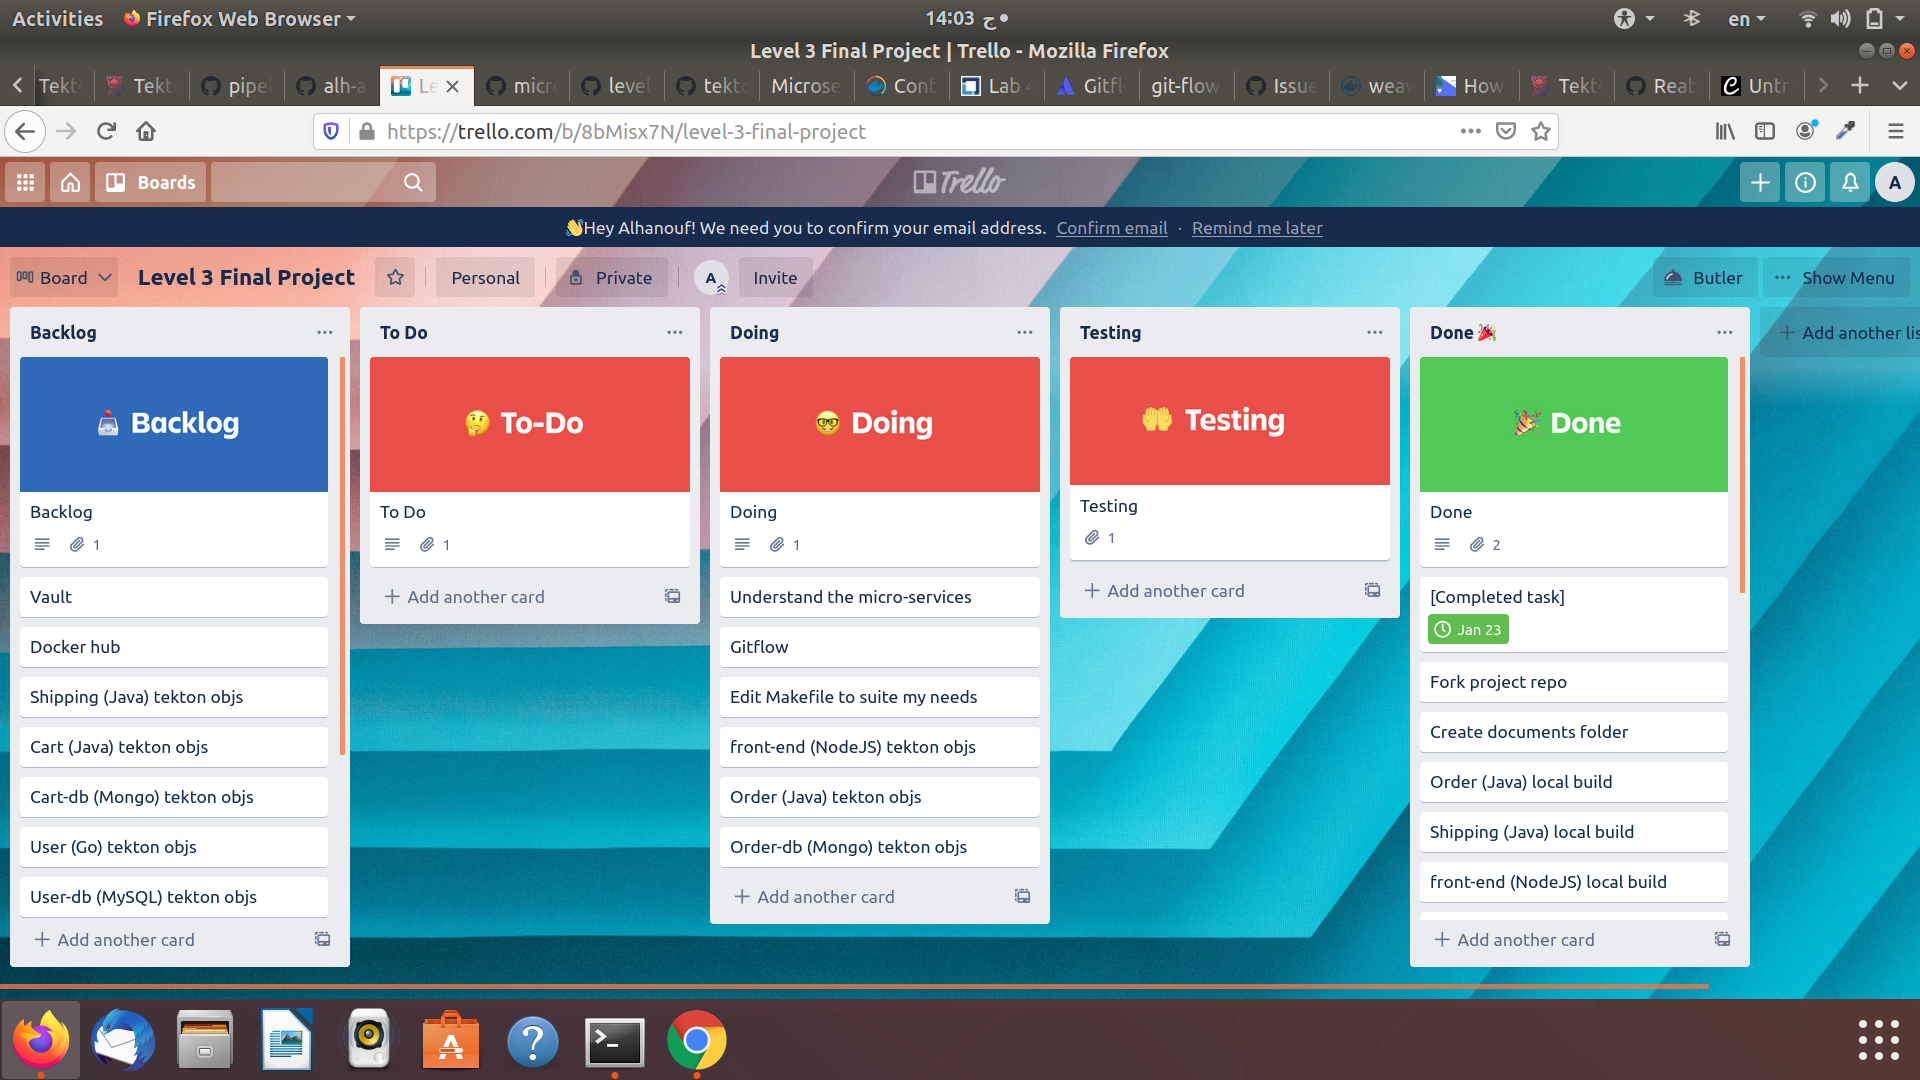 Activities
Firefox Web Browser
14:03 ج
en
Level 3 Final Project | Trello - Mozilla Firefox
Tekt
Tekt
pipel
alh-a
Le
micr
level
tekt
Microse
Cont
Lab
Gitfl
git-flow
Issue
weav
How
Tekt
Reab
Untr
https://trello.com/b/8bMisx7N/level-3-final-project
Boards
Trello
A
👋Hey Alhanouf! We need you to confirm your email address. Confirm email · Remind me later
Board
Level 3 Final Project
Personal
Private
A
Invite
Butler
Show Menu
Backlog
Backlog
Backlog
1
Vault
Docker hub
Shipping (Java) tekton objs
Cart (Java) tekton objs
Cart-db (Mongo) tekton objs
User (Go) tekton objs
User-db (MySQL) tekton objs
+ Add another card
To Do
🤔 To-Do
To Do
1
+ Add another card
Doing
🤓 Doing
Doing
1
Understand the micro-services
Gitflow
Edit Makefile to suite my needs
front-end (NodeJS) tekton objs
Order (Java) tekton objs
Order-db (Mongo) tekton objs
+ Add another card
Testing
🤲 Testing
Testing
1
+ Add another card
Done 🎉
🎉 Done
Done
2
[Completed task]
Jan 23
Fork project repo
Create documents folder
Order (Java) local build
Shipping (Java) local build
front-end (NodeJS) local build
+ Add another card
+ Add another lis